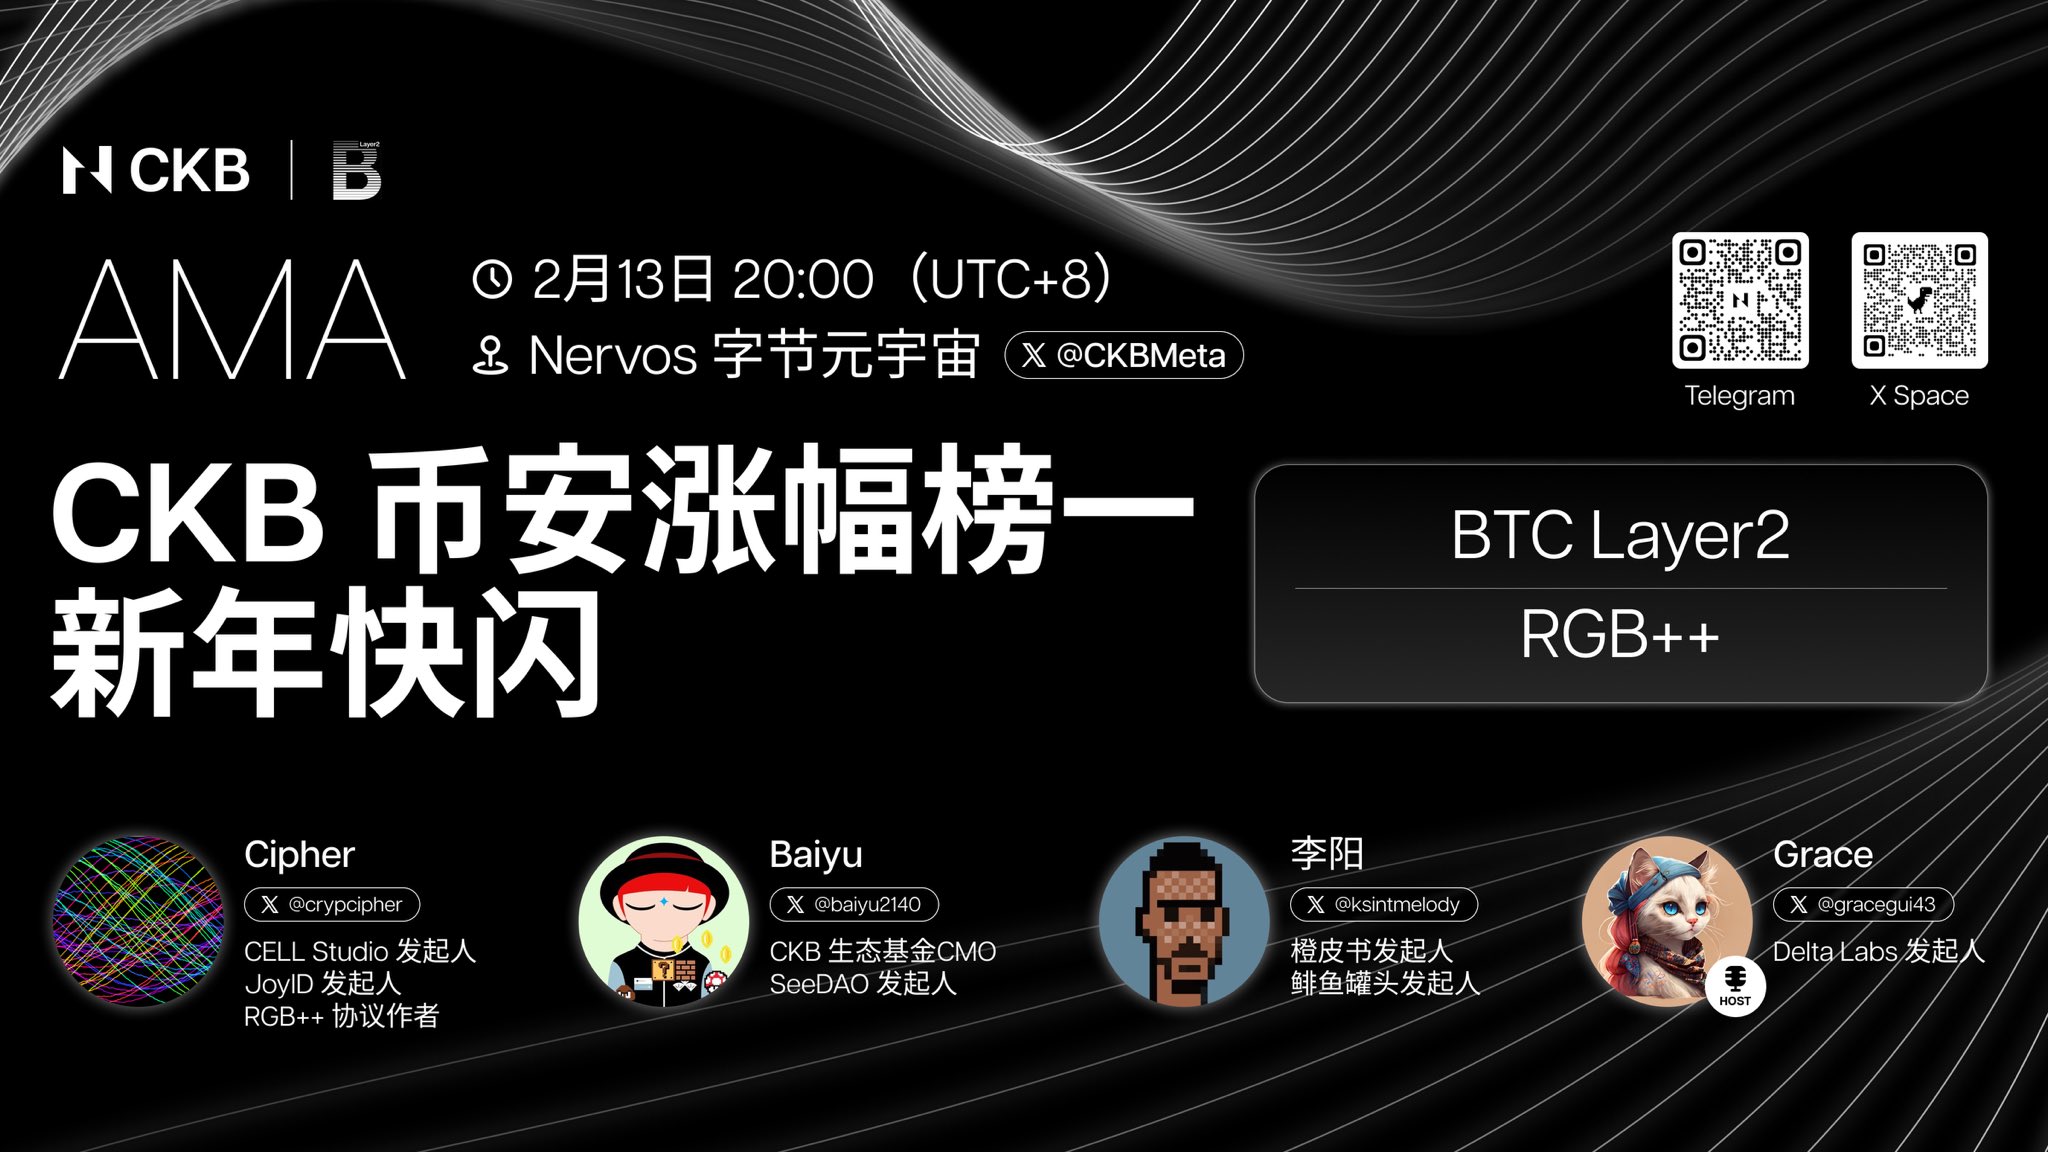 CKB
Layer2
B
AMA
2月13日 20:00（UTC+8）
Nervos 字节元宇宙
X @CKBMeta
Telegram
X Space
CKB 币安涨幅榜一
新年快闪
BTC Layer2
RGB++
Cipher
X @crypcipher
CELL Studio 发起人
JoyID 发起人
RGB++ 协议作者
Baiyu
X @baiyu2140
CKB 生态基金CMO
SeeDAO 发起人
李阳
X @ksintmelody
橙皮书发起人
鲱鱼罐头发起人
Grace
X @gracegui43
Delta Labs 发起人
HOST